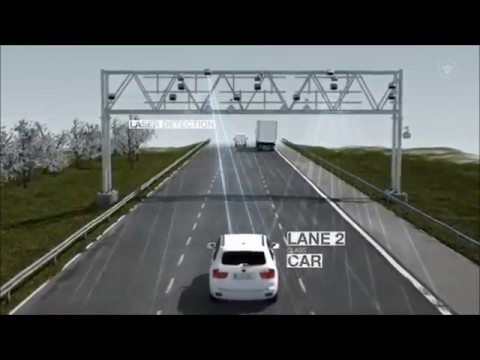 LASER DETECTION
LANE 2
CLASS
CAR